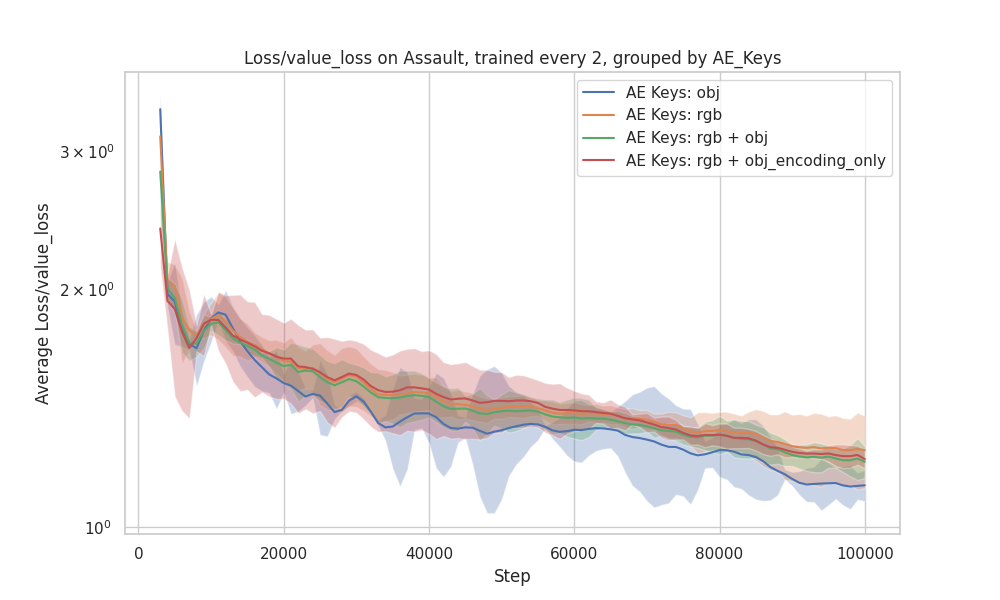 Loss/value_loss on Assault, trained every 2, grouped by AE_Keys
AE Keys: obj
AE Keys: rgb
AE Keys: rgb + obj
AE Keys: rgb + obj_encoding_only
3 × 10⁰
2 × 10⁰
10⁰
Average Loss/value_loss
0 20000 40000 60000 80000 100000
Step